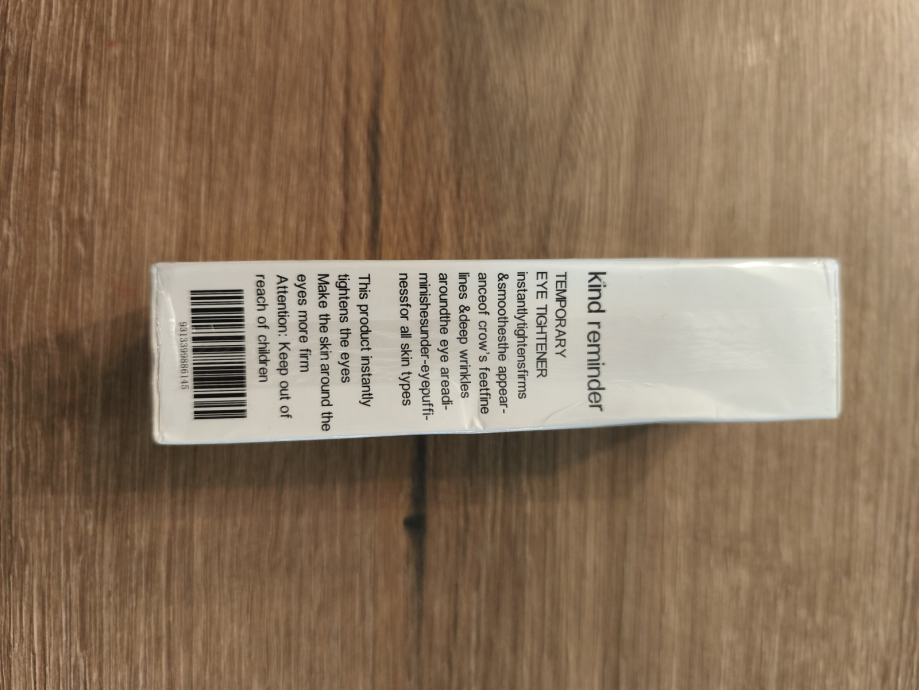 kind reminder
TEMPORARY
EYE TIGHTENER
instantlytightensfirms
&smoothesthe appear-
anceof crow's feetfine
lines &deep wrinkles
aroundthe eye areadi-
minishesunder-eyepuffi-
nessfor all skin types
This product instantly
tightens the eyes
Make the skin around the
eyes more firm
Attention: Keep out of
reach of children
9313399886145